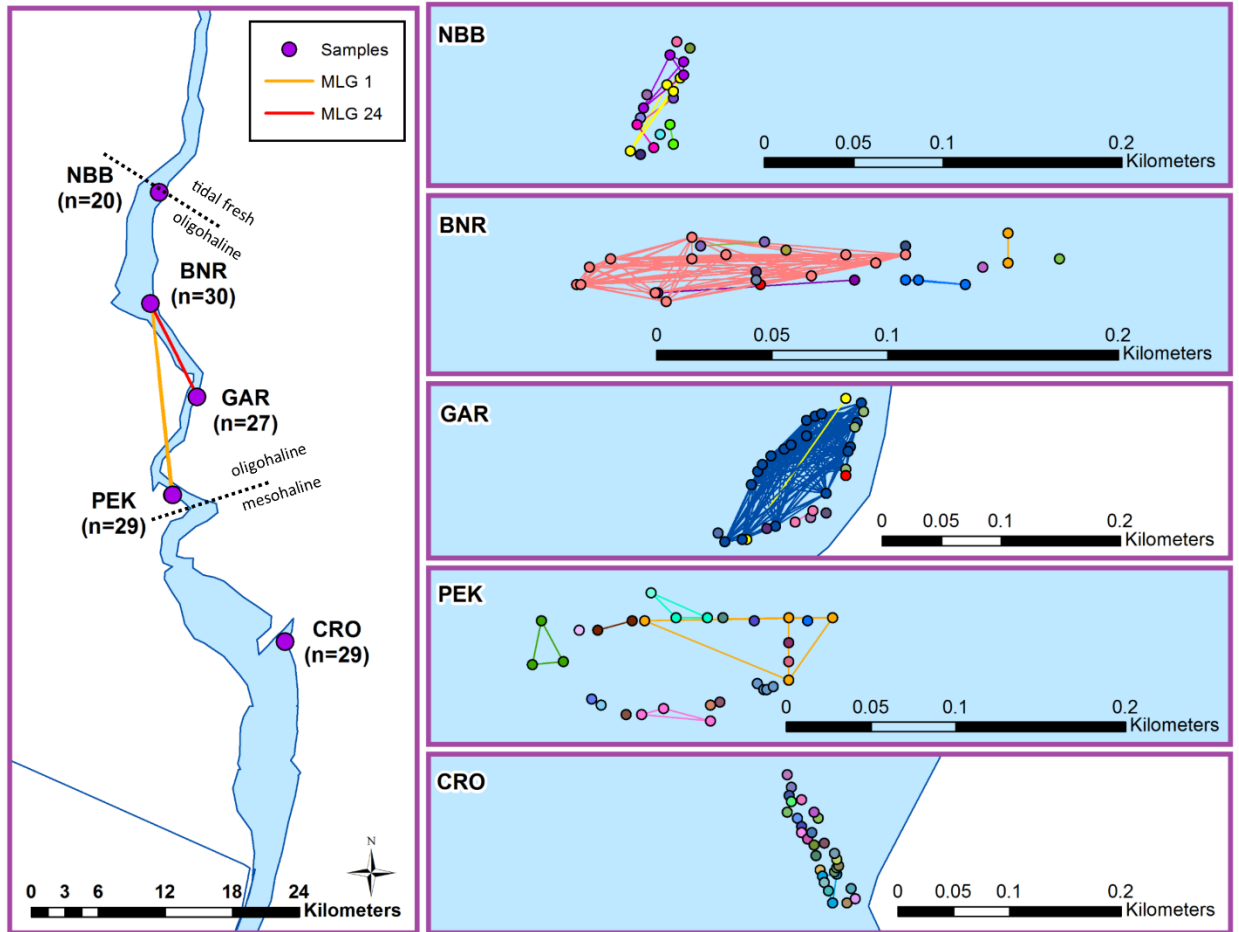 Samples
MLG 1
MLG 24
NBB
(n=20)
tidal fresh
oligohaline
BNR
(n=30)
GAR
(n=27)
oligohaline
mesohaline
PEK
(n=29)
CRO
(n=29)
N
0 3 6 12 18 24
Kilometers
NBB
0 0.05 0.1 0.2
Kilometers
BNR
0 0.05 0.1 0.2
Kilometers
GAR
0 0.05 0.1 0.2
Kilometers
PEK
0 0.05 0.1 0.2
Kilometers
CRO
0 0.05 0.1 0.2
Kilometers